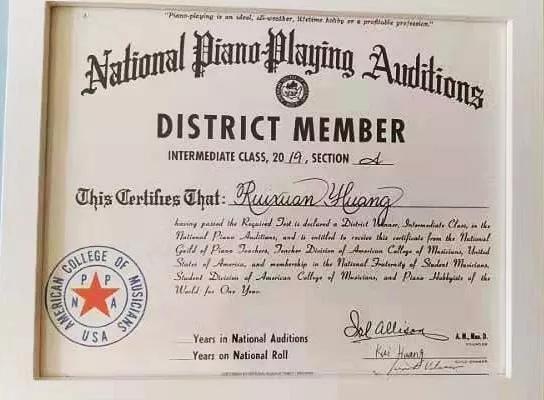 "Piano-playing is an ideal, all-weather, lifetime hobby or a profitable profession."
National Piano-Playing Auditions
DISTRICT MEMBER
INTERMEDIATE CLASS, 2019, SECTION A
This Certifies That: Ruixuan Huang
having passed the Required Test is declared a District Winner, Intermediate Class, in the
National Piano Auditions, and is entitled to receive this certificate from the National
Guild of Piano Teachers, Teacher Division of American College of Musicians, United
States of America, and membership in the National Fraternity of Student Musicians,
Student Division of American College of Musicians, and Piano Hobbyists of the
World for One Year.
AMERICAN COLLEGE OF MUSICIANS
P P
N A
USA
Years in National Auditions
Years on National Roll
Irl Allison A.M., Mus. D.
FOUNDER
Kui Huang